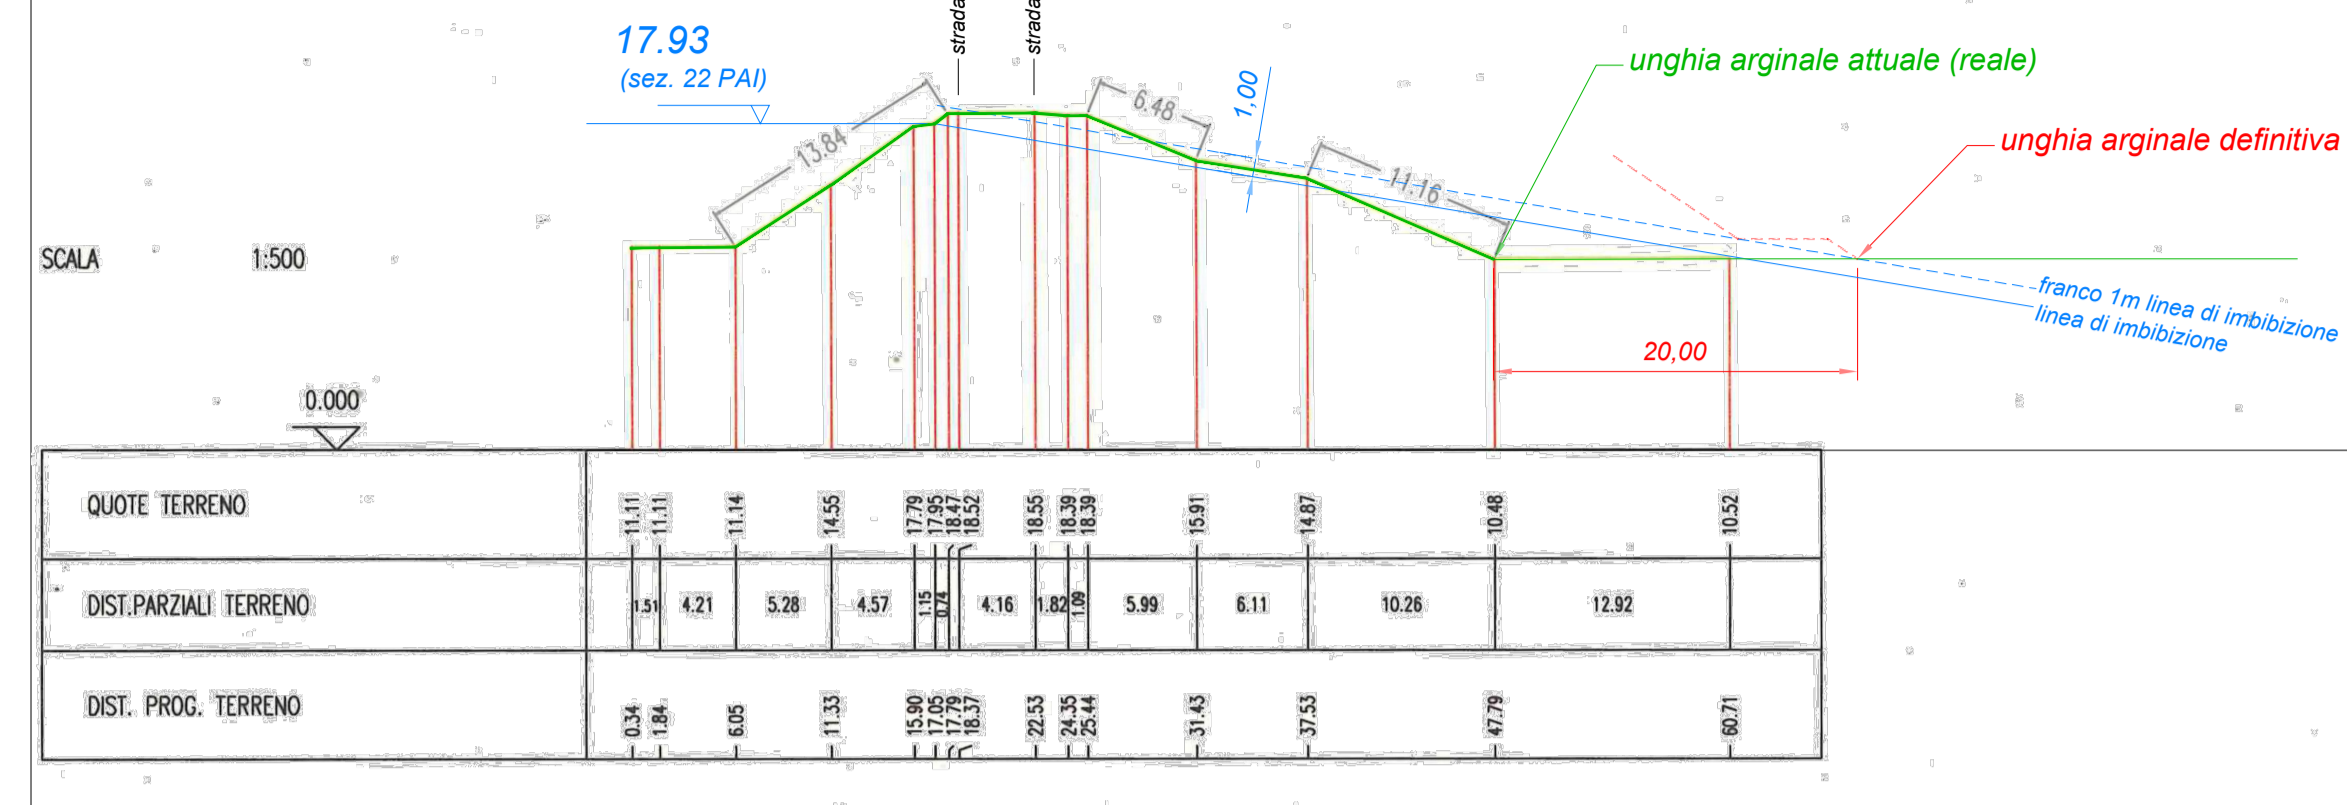 strada
strada
17.93
(sez. 22 PAI)
13.84
6.48
1,00
11.16
unghia arginale attuale (reale)
unghia arginale definitiva
SCALA 1:500
franco 1m linea di imbibizione
linea di imbibizione
20,00
0.000
QUOTE TERRENO 11.11 11.11 11.14 14.55 17.79 17.95 18.47 18.52 18.55 18.39 18.39 15.91 14.87 10.48 10.52
DIST.PARZIALI TERRENO 1.51 4.21 5.28 4.57 1.15 0.74 4.16 1.82 1.09 5.99 6.11 10.26 12.92
DIST. PROG. TERRENO 0.34 1.84 6.05 11.33 15.90 17.05 17.79 18.37 22.53 24.35 25.44 31.43 37.53 47.79 60.71